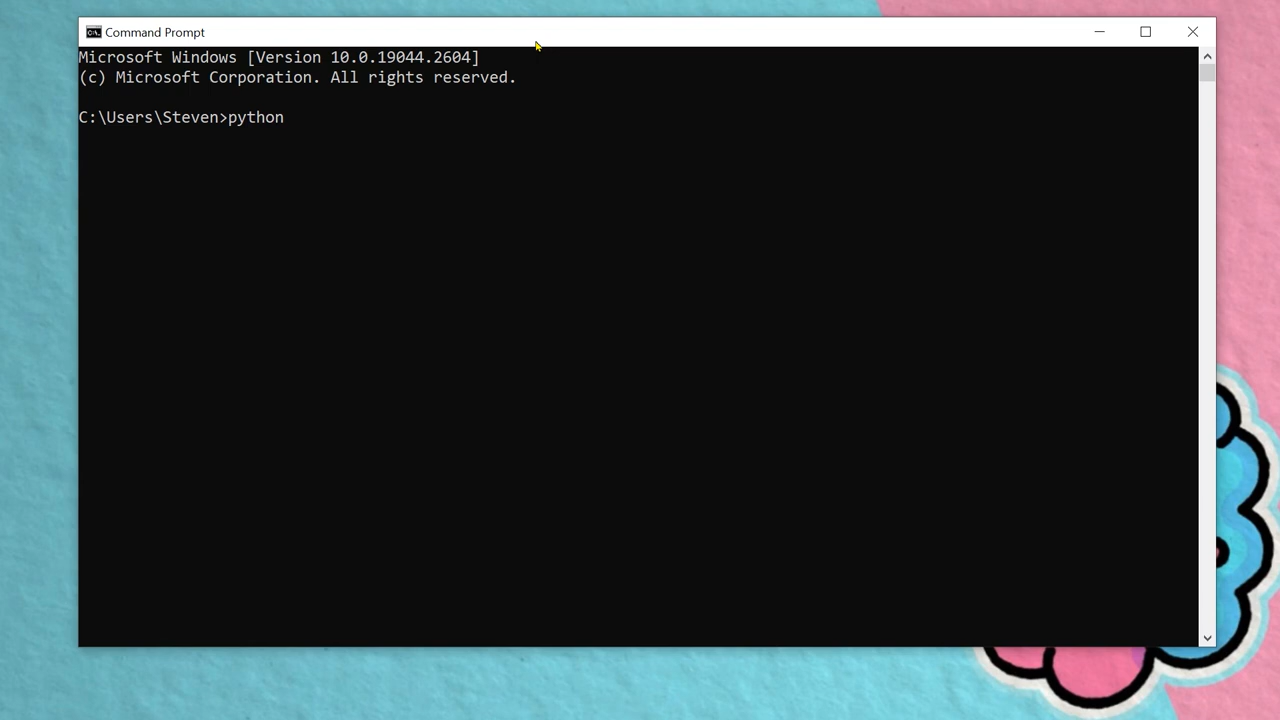 Command Prompt
Microsoft Windows [Version 10.0.19044.2604]
(c) Microsoft Corporation. All rights reserved.
C:\Users\Steven>python